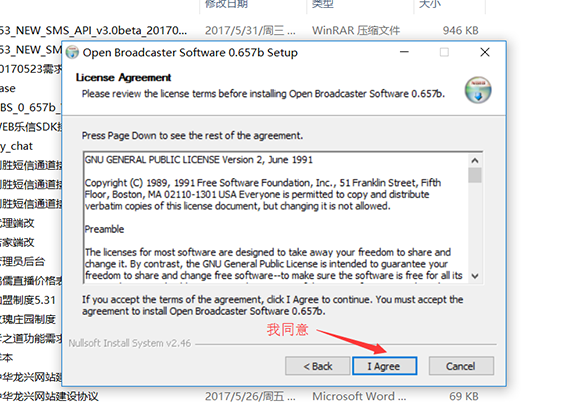 修改日期 类型 大小
53_NEW_SMS_API_v3.0beta_20170... 2017/5/31/周三 ... WinRAR 压缩文件 946 KB
53_NEW_SM
20170523需求
ase
BS_0_657b_
WEB乐信SDK接
y_chat
胜短信通道接
胜短信通道接
胜短信通道接
理端改
家端改
管理员后台
儒直播价格表
加盟制度5.31
玫瑰庄园制度
之道功能需求
本
中华龙兴网站
中华龙兴网站建设协议 2017/5/26/周五 ... Microsoft Word ... 69 KB
Open Broadcaster Software 0.657b Setup
License Agreement
Please review the license terms before installing Open Broadcaster Software 0.657b.
Press Page Down to see the rest of the agreement.
GNU GENERAL PUBLIC LICENSE Version 2, June 1991
Copyright (C) 1989, 1991 Free Software Foundation, Inc., 51 Franklin Street, Fifth
Floor, Boston, MA 02110-1301 USA Everyone is permitted to copy and distribute
verbatim copies of this license document, but changing it is not allowed.
Preamble
The licenses for most software are designed to take away your freedom to share and
change it. By contrast, the GNU General Public License is intended to guarantee your
freedom to share and change free software--to make sure the software is free for all its
If you accept the terms of the agreement, click I Agree to continue. You must accept the
agreement to install Open Broadcaster Software 0.657b.
我同意
Nullsoft Install System v2.46
< Back
I Agree
Cancel